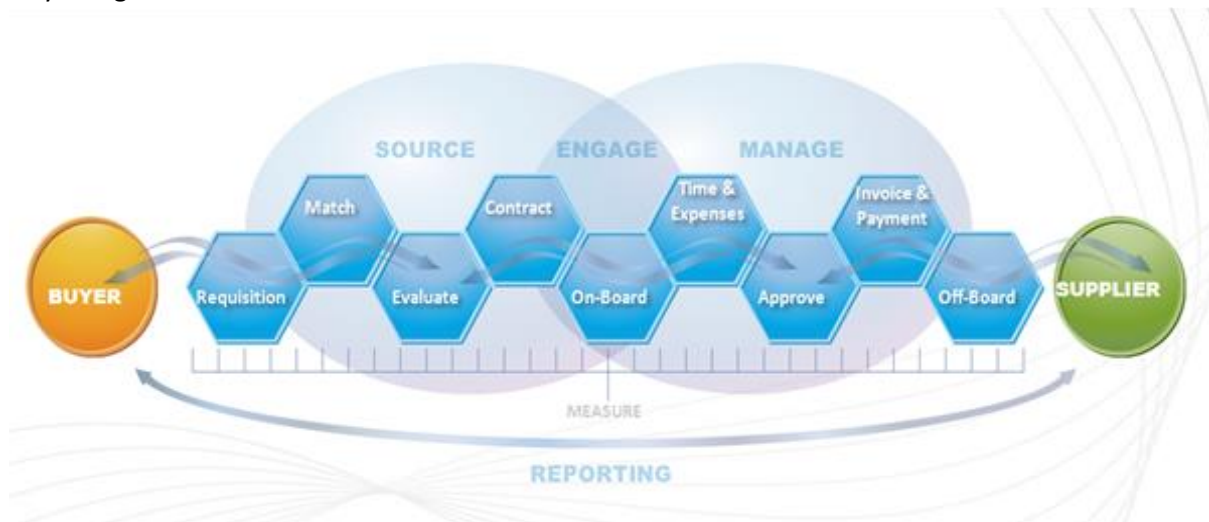 SOURCE ENGAGE MANAGE
Match Contract Time &
Expenses Invoice &
Payment
BUYER Requisition Evaluate On-Board Approve Off-Board SUPPLIER
MEASURE
REPORTING